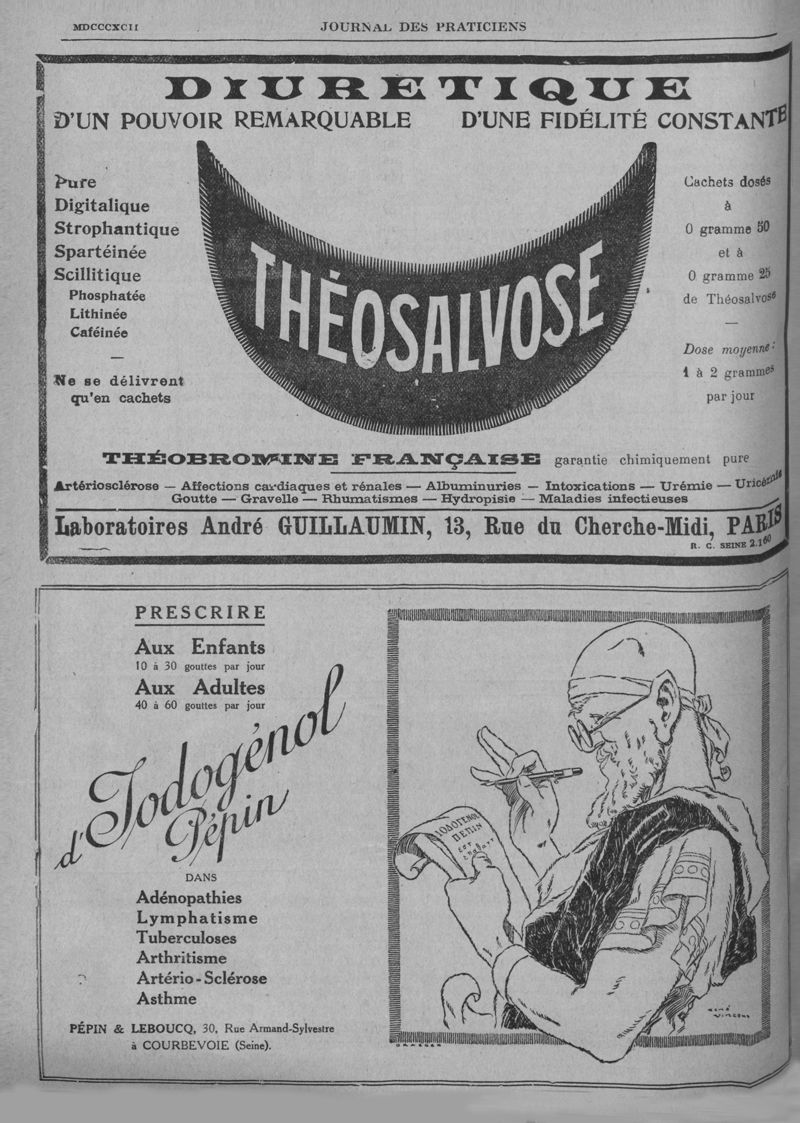 MDCCCXCII
JOURNAL DES PRATICIENS
DIURETIQUE
D'UN POUVOIR REMARQUABLE D'UNE FIDÉLITÉ CONSTANTE
Pure
Digitalique
Strophantique
Spartéinée
Scillitique
Phosphatée
Lithinée
Caféinée
—
Ne se délivrent
qu'en cachets
THÉOSALVOSE
Cachets dosés
à
0 gramme 50
et à
0 gramme 25
de Théosalvose
—
Dose moyenne:
1 à 2 grammes
par jour
THÉOBROMINE FRANÇAISE garantie chimiquement pure
Artériosclérose — Affections cardiaques et rénales — Albuminuries — Intoxications — Urémie — Uricémie
Goutte — Gravelle — Rhumatismes — Hydropisie — Maladies infectieuses
Laboratoires André GUILLAUMIN, 13, Rue du Cherche-Midi, PARIS
R. C. SEINE 2.160
PRESCRIRE
Aux Enfants
10 à 30 gouttes par jour
Aux Adultes
40 à 60 gouttes par jour
d'Iodogénol
Pépin
DANS
Adénopathies
Lymphatisme
Tuberculoses
Arthritisme
Artério-Sclérose
Asthme
PÉPIN & LEBOUCQ, 30, Rue Armand-Sylvestre
à COURBEVOIE (Seine).
IODOGENOL
PEPIN
RENÉ
VINCENT
DRAEGER